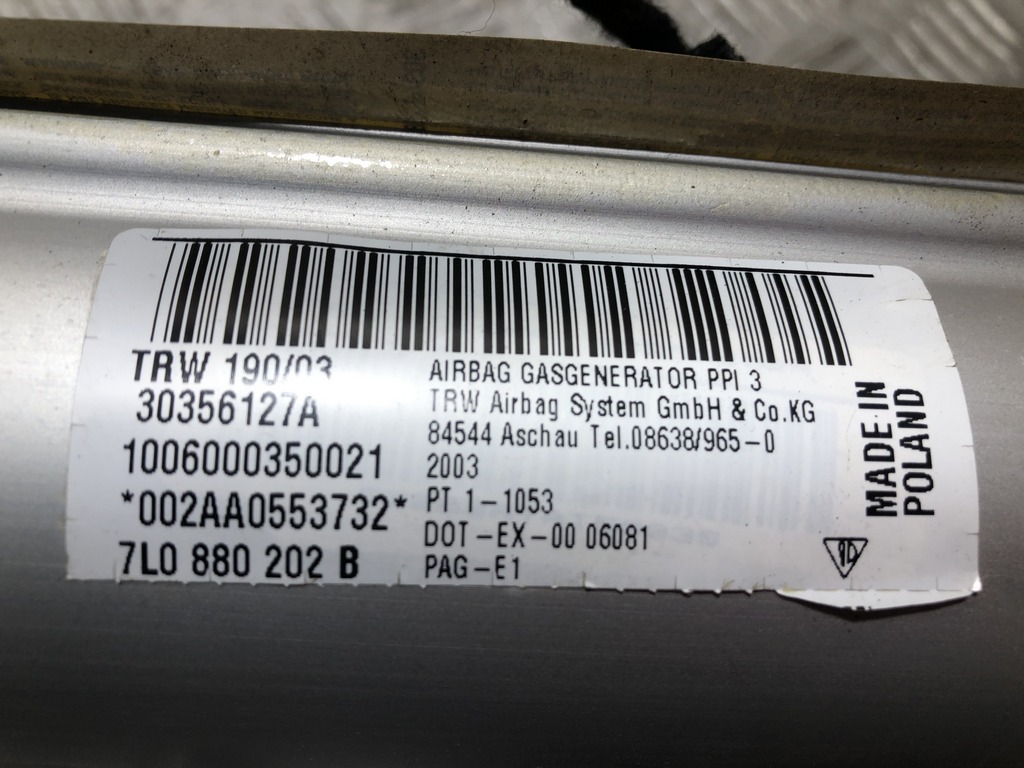 TRW 190/03
30356127A
1006000350021
*002AA0553732*
7L0 880 202 B
AIRBAG GASGENERATOR PPI 3
TRW Airbag System GmbH & Co.KG
84544 Aschau Tel.08638/965-0
2003
PT 1-1053
DOT-EX-00 06081
PAG-E1
MADE IN
POLAND